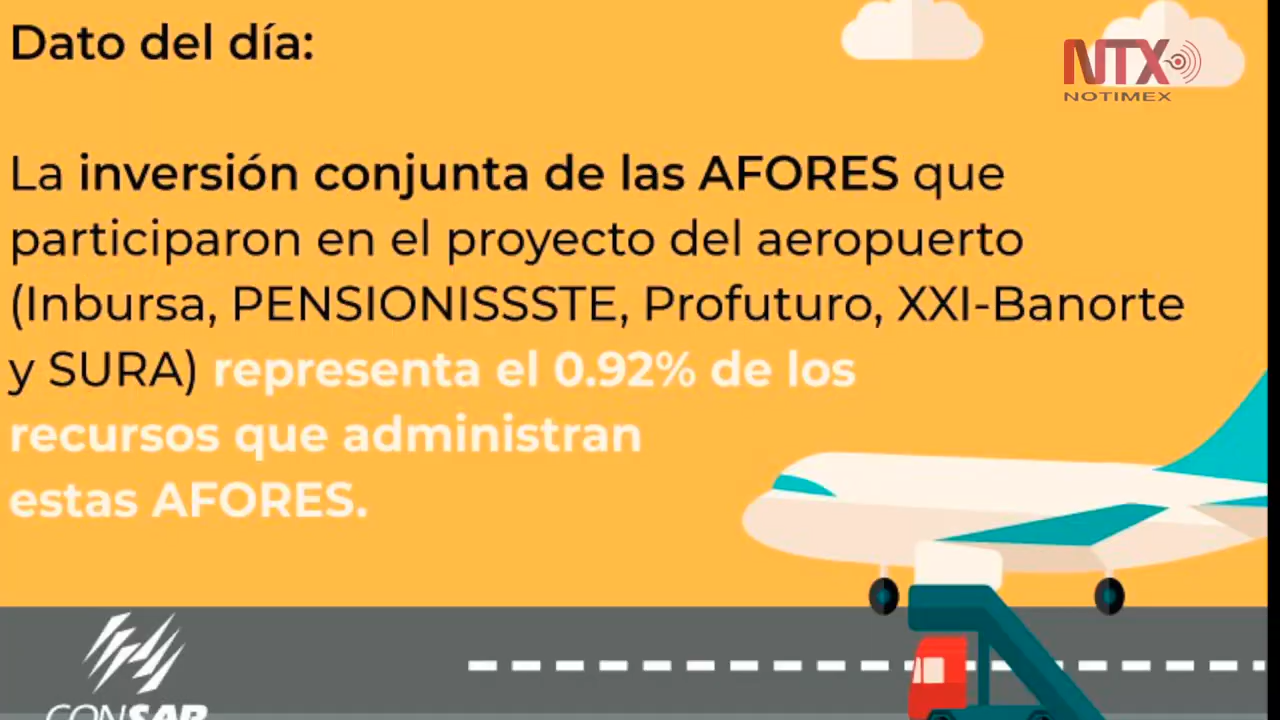 Dato del día:
NTX
NOTIMEX
La inversión conjunta de las AFORES que
participaron en el proyecto del aeropuerto
(Inbursa, PENSIONISSSTE, Profuturo, XXI-Banorte
y SURA) representa el 0.92% de los
recursos que administran
estas AFORES.
CONSAR